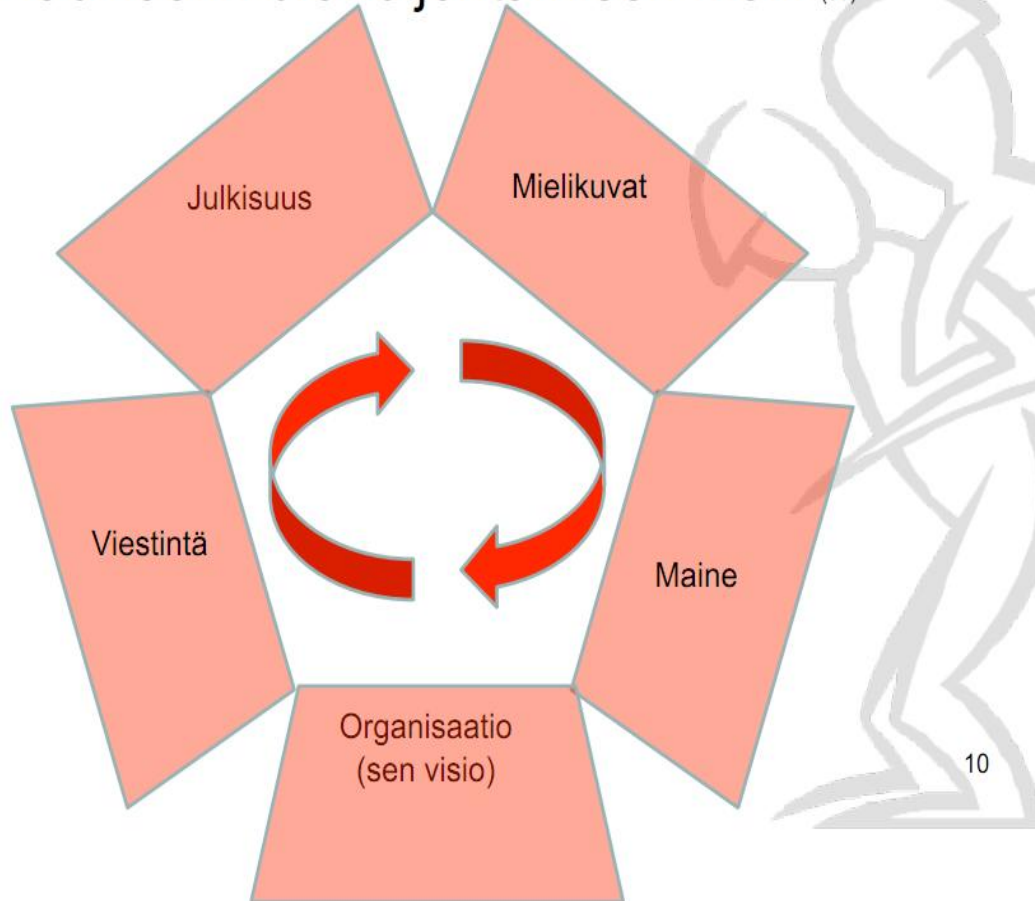 Julkisuus
Mielikuvat
Viestintä
Maine
Organisaatio
(sen visio)
10